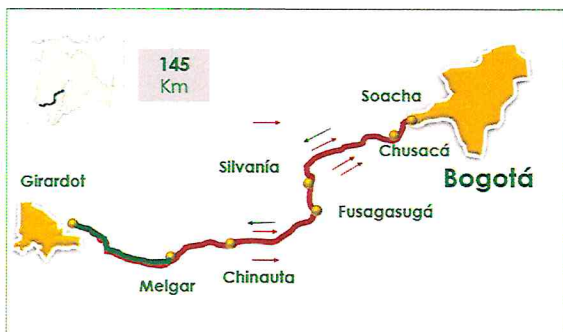 145
Km
Soacha
Chusacá
Bogotá
Silvanía
Girardot
Fusagasugá
Chinauta
Melgar